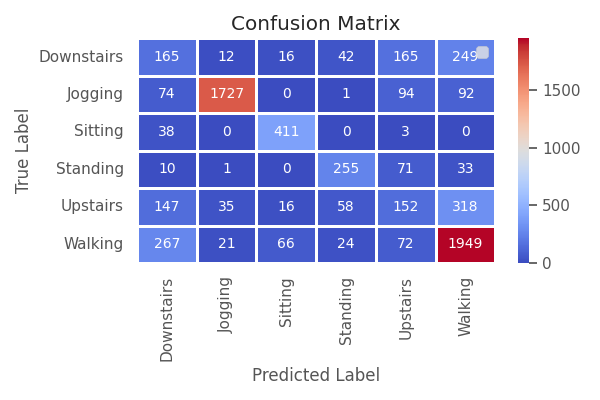 Confusion Matrix
True Label
Downstairs 165 12 16 42 165 249
Jogging 74 1727 0 1 94 92
Sitting 38 0 411 0 3 0
Standing 10 1 0 255 71 33
Upstairs 147 35 16 58 152 318
Walking 267 21 66 24 72 1949
Downstairs Jogging Sitting Standing Upstairs Walking
Predicted Label
1500
1000
500
0